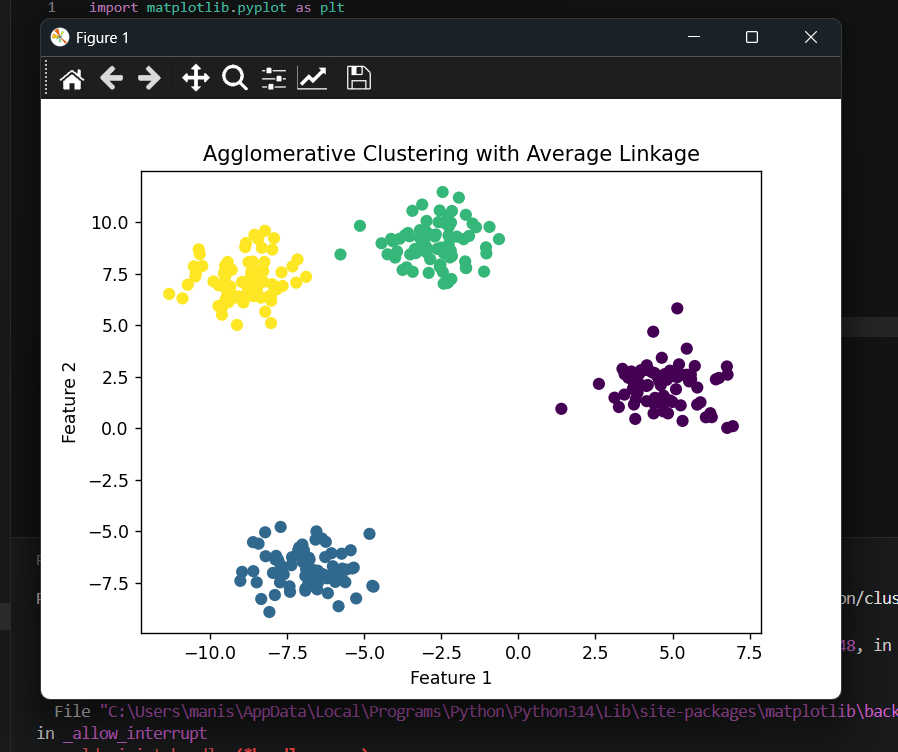 1 import matplotlib.pyplot as plt
Figure 1
Agglomerative Clustering with Average Linkage
10.0
7.5
5.0
2.5
0.0
−2.5
−5.0
−7.5
Feature 2
−10.0 −7.5 −5.0 −2.5 0.0 2.5 5.0 7.5
Feature 1
on/clus
48, in
File "C:\Users\manis\AppData\Local\Programs\Python\Python314\Lib\site-packages\matplotlib\back
in _allow_interrupt